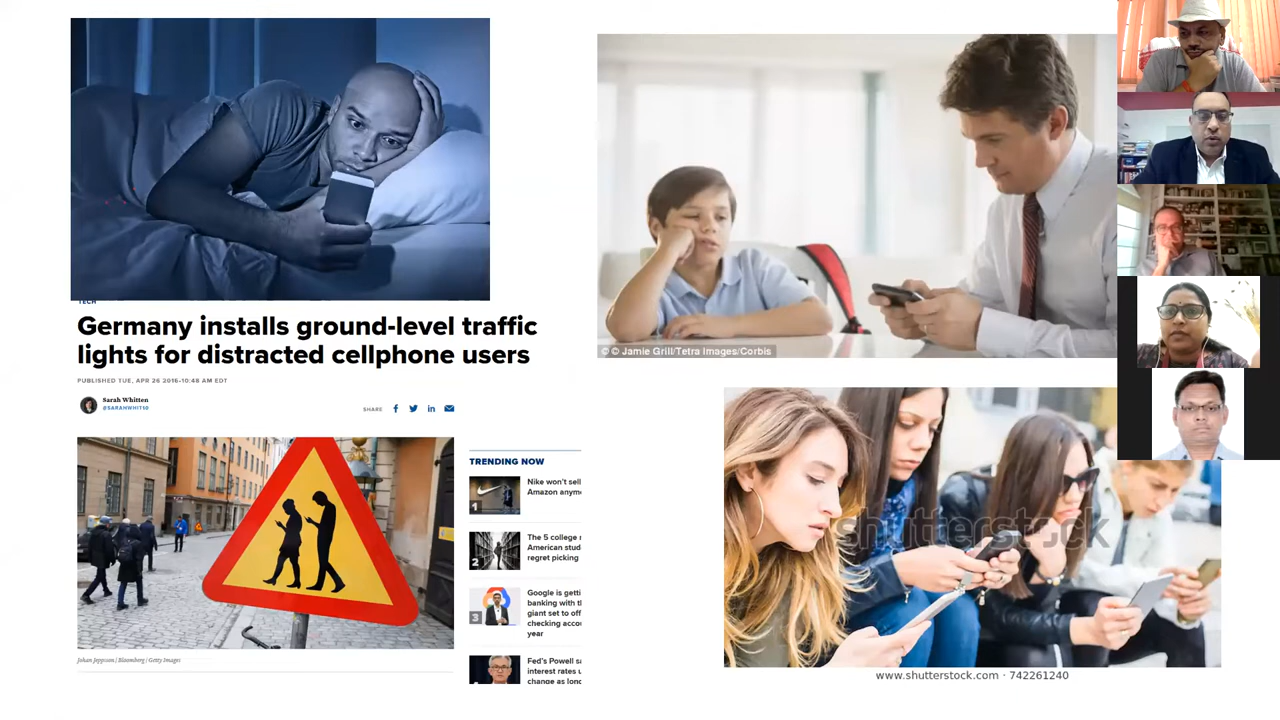 TECH
Germany installs ground-level traffic
lights for distracted cellphone users
PUBLISHED TUE, APR 26 2016-10:48 AM EDT
Sarah Whitten
@SARAHWHIT10
SHARE
TRENDING NOW
1
Nike won't sell
Amazon anym
2
The 5 college
American stud
regret picking
3
Google is getti
banking with t
giant set to off
checking acco
year
Fed's Powell sa
interest rates u
change as long
Johan Jeppsson | Bloomberg | Getty Images
© © Jamie Grill/Tetra Images/Corbis
shutterstock
www.shutterstock.com · 742261240